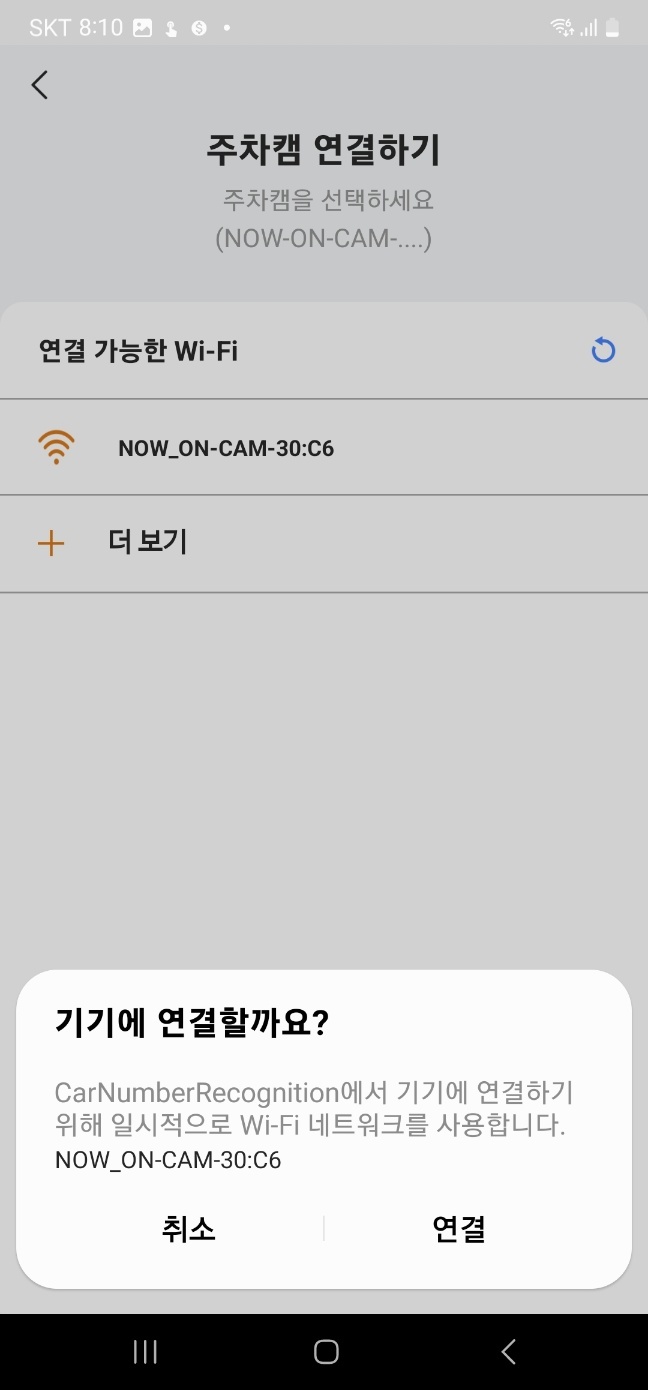 SKT 8:10
주차캠 연결하기
주차캠을 선택하세요
(NOW-ON-CAM-....)
연결 가능한 Wi-Fi
NOW_ON-CAM-30:C6
더 보기
기기에 연결할까요?
CarNumberRecognition에서 기기에 연결하기
위해 일시적으로 Wi-Fi 네트워크를 사용합니다.
NOW_ON-CAM-30:C6
취소
연결